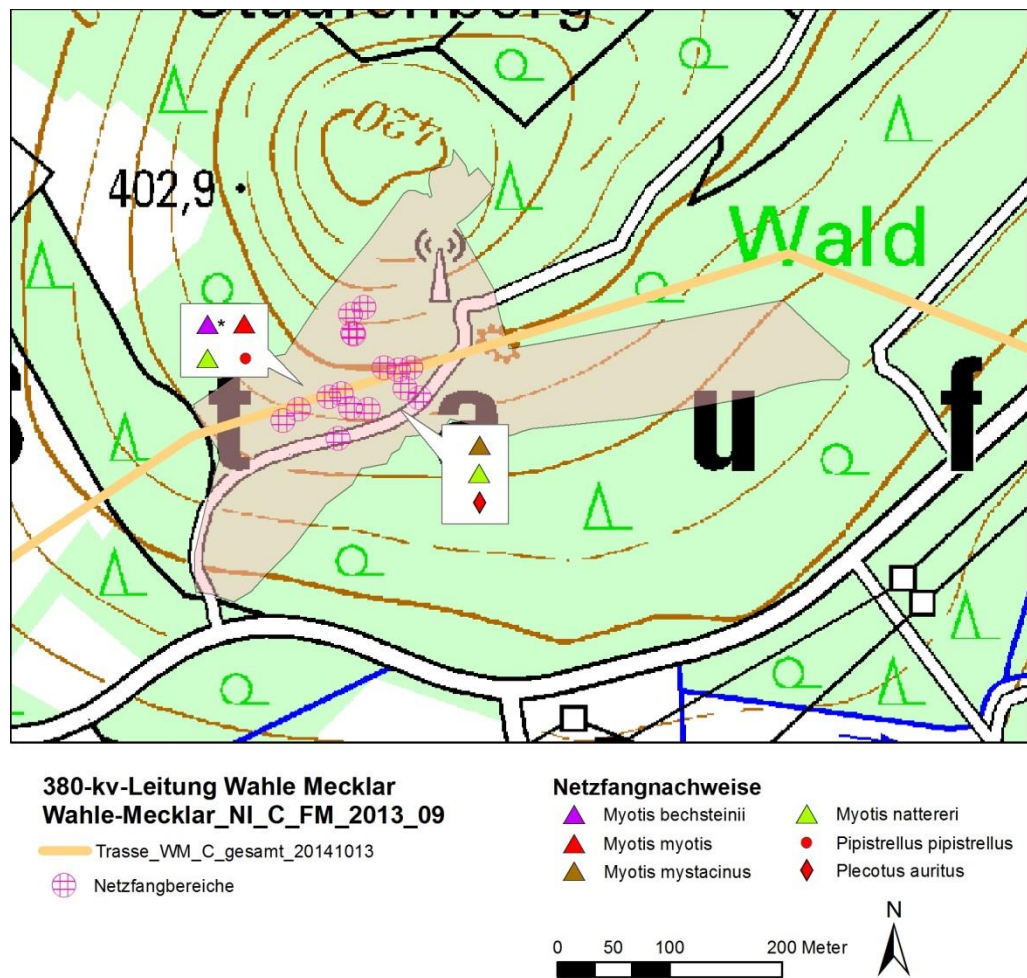 Staufenberg
420
402,9
Wald
*
s t a u f
380-kv-Leitung Wahle Mecklar
Wahle-Mecklar_NI_C_FM_2013_09
Trasse_WM_C_gesamt_20141013
Netzfangbereiche
Netzfangnachweise
Myotis bechsteinii
Myotis myotis
Myotis mystacinus
Myotis nattereri
Pipistrellus pipistrellus
Plecotus auritus
0 50 100 200 Meter
N